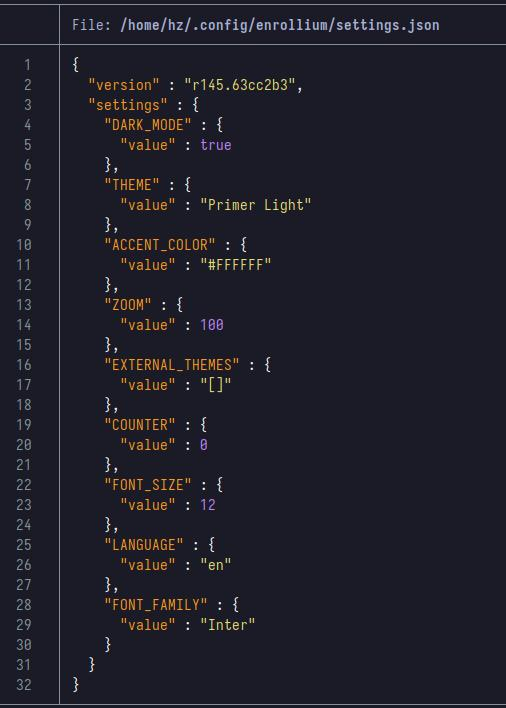 File: /home/hz/.config/enrollium/settings.json
1 {
2   "version" : "r145.63cc2b3",
3   "settings" : {
4     "DARK_MODE" : {
5       "value" : true
6     },
7     "THEME" : {
8       "value" : "Primer Light"
9     },
10     "ACCENT_COLOR" : {
11       "value" : "#FFFFFF"
12     },
13     "ZOOM" : {
14       "value" : 100
15     },
16     "EXTERNAL_THEMES" : {
17       "value" : "[]"
18     },
19     "COUNTER" : {
20       "value" : 0
21     },
22     "FONT_SIZE" : {
23       "value" : 12
24     },
25     "LANGUAGE" : {
26       "value" : "en"
27     },
28     "FONT_FAMILY" : {
29       "value" : "Inter"
30     }
31   }
32 }